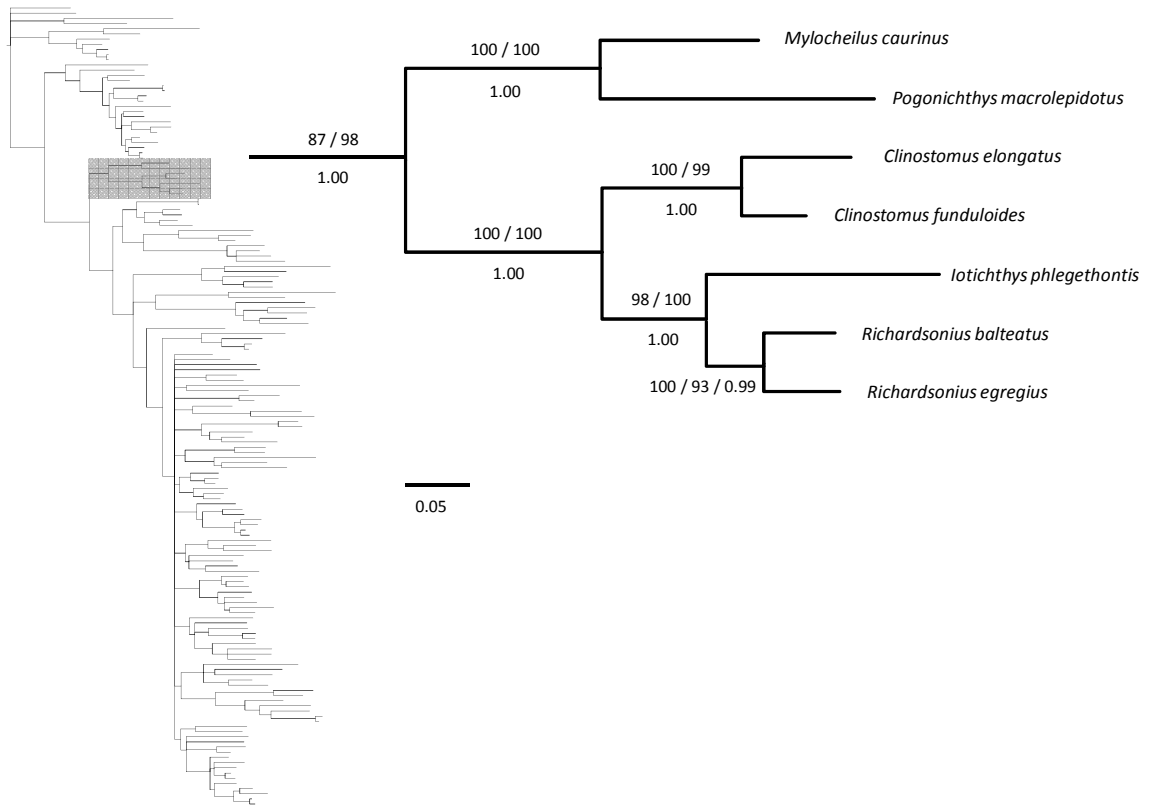 Mylocheilus caurinus
100 / 100
1.00
Pogonichthys macrolepidotus
87 / 98
1.00
Clinostomus elongatus
100 / 99
1.00
Clinostomus funduloides
100 / 100
1.00
Iotichthys phlegethontis
98 / 100
1.00
Richardsonius balteatus
100 / 93 / 0.99
Richardsonius egregius
0.05